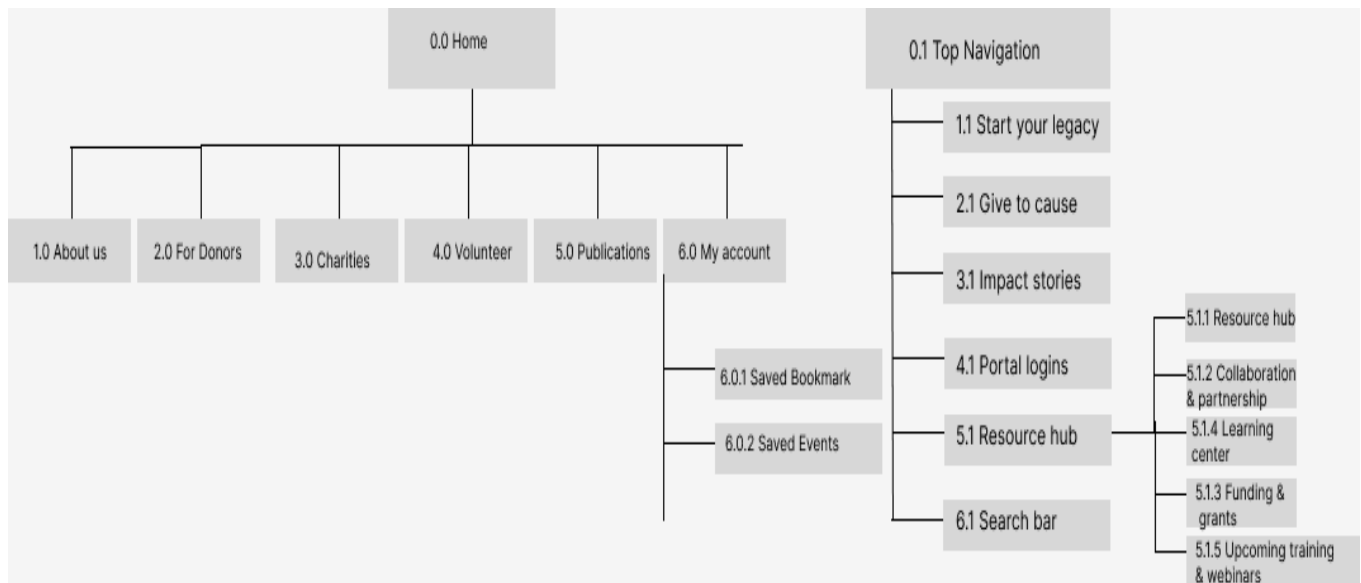 0.0 Home
0.1 Top Navigation
1.0 About us
2.0 For Donors
3.0 Charities
4.0 Volunteer
5.0 Publications
6.0 My account
6.0.1 Saved Bookmark
6.0.2 Saved Events
1.1 Start your legacy
2.1 Give to cause
3.1 Impact stories
4.1 Portal logins
5.1 Resource hub
6.1 Search bar
5.1.1 Resource hub
5.1.2 Collaboration
& partnership
5.1.4 Learning
center
5.1.3 Funding &
grants
5.1.5 Upcoming training
& webinars